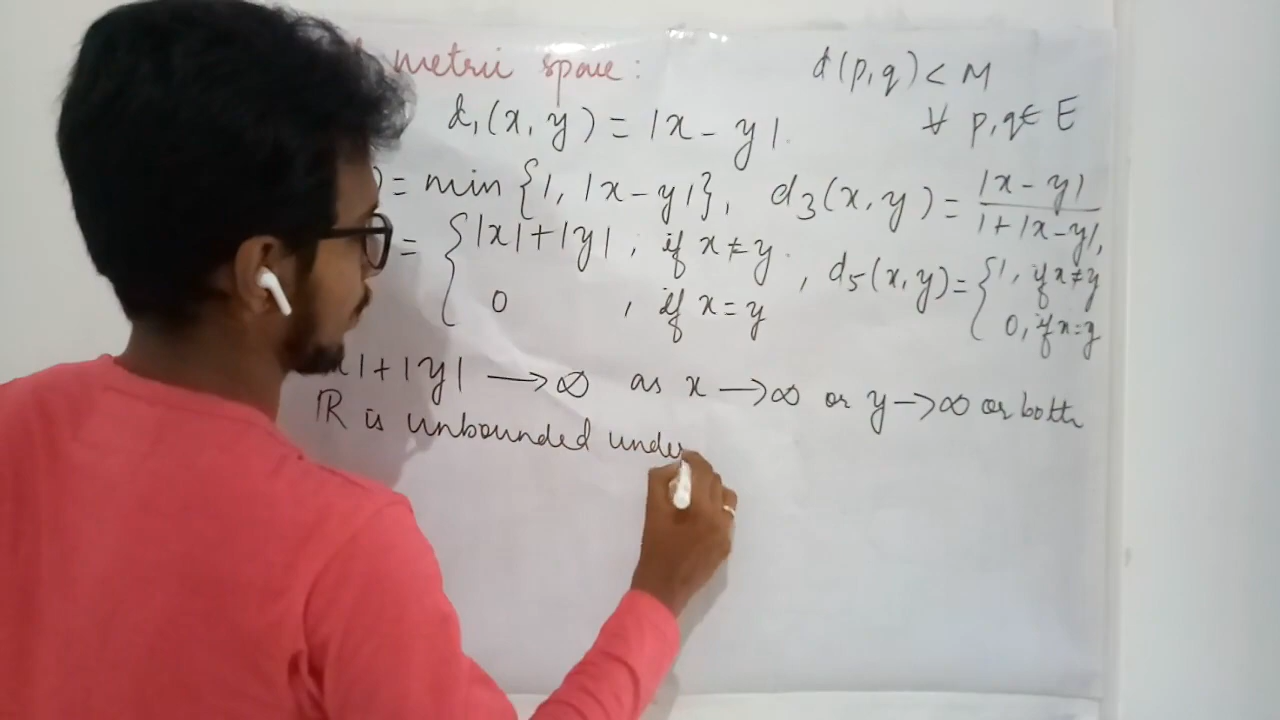 metric space: d(p,q) < M
d₁(x, y) = |x - y|. ∀ p,q ∈ E
) = min {1, |x - y|}, d₃(x, y) = |x - y| / 1 + |x - y|,
= { |x| + |y|, if x ≠ y. , d₅(x, y) = { 1, if x ≠ y
0 , if x = y 0, if x = y
x| + |y| ⟶ ∞ as x ⟶ ∞ or y ⟶ ∞ or both
ℝ is unbounded unde